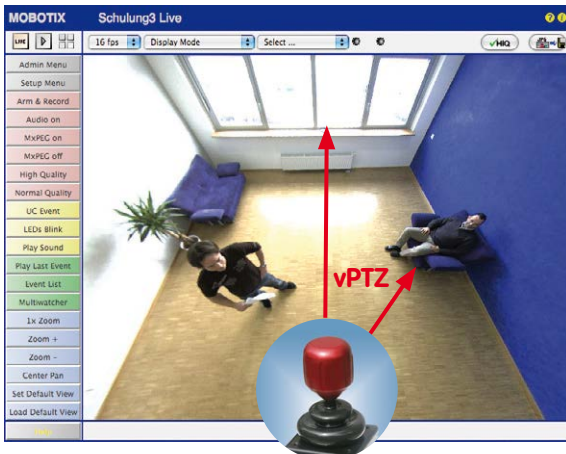 MOBOTIX Schulung3 Live
LIVE 16 fps Display Mode Select ... HIQ
Admin Menu
Setup Menu
Arm & Record
Audio on
MxPEG on
MxPEG off
High Quality
Normal Quality
UC Event
LEDs Blink
Play Sound
Play Last Event
Event List
Multiwatcher
1x Zoom
Zoom +
Zoom -
Center Pan
Set Default View
Load Default View
vPTZ